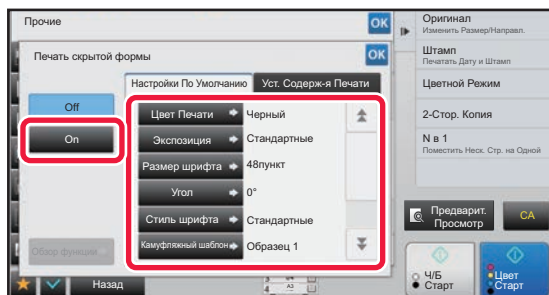 Прочие
OK
Печать скрытой формы
OK
Настройки По Умолчанию
Уст. Содерж-я Печати
Off
On
Цвет Печати
Черный
Экспозиция
Стандартные
Размер шрифта
48пункт
Угол
0°
Стиль шрифта
Стандартные
Камуфляжный шаблон
Образец 1
Обзор функции
Назад
Оригинал
Изменить Размер/Направл.
Штамп
Печатать Дату и Штамп
Цветной Режим
2-Стор. Копия
N в 1
Поместить Неск. Стр. на Одной
Предварит.
Просмотр
CA
Ч/Б
Старт
Цвет
Старт